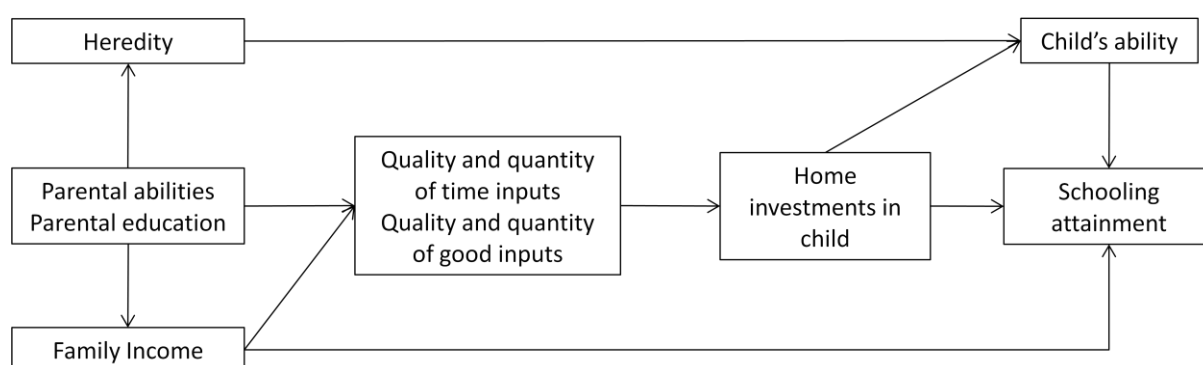 Heredity
Child’s ability
Parental abilities
Parental education
Quality and quantity
of time inputs
Quality and quantity
of good inputs
Home
investments in
child
Schooling
attainment
Family Income